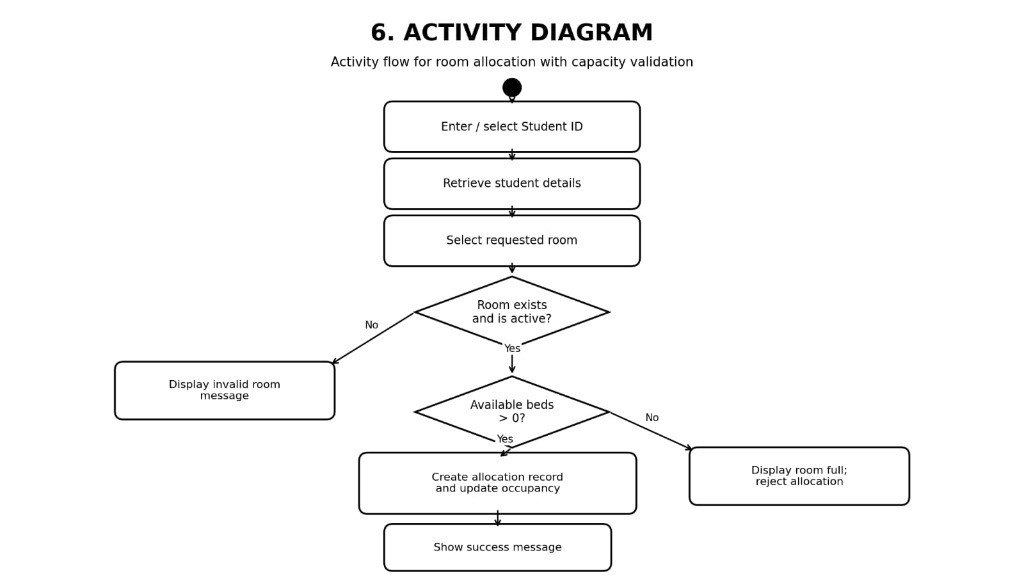 6. ACTIVITY DIAGRAM
Activity flow for room allocation with capacity validation
Enter / select Student ID
Retrieve student details
Select requested room
Room exists
and is active?
No
Yes
Display invalid room
message
Available beds
> 0?
No
Yes
Create allocation record
and update occupancy
Display room full;
reject allocation
Show success message